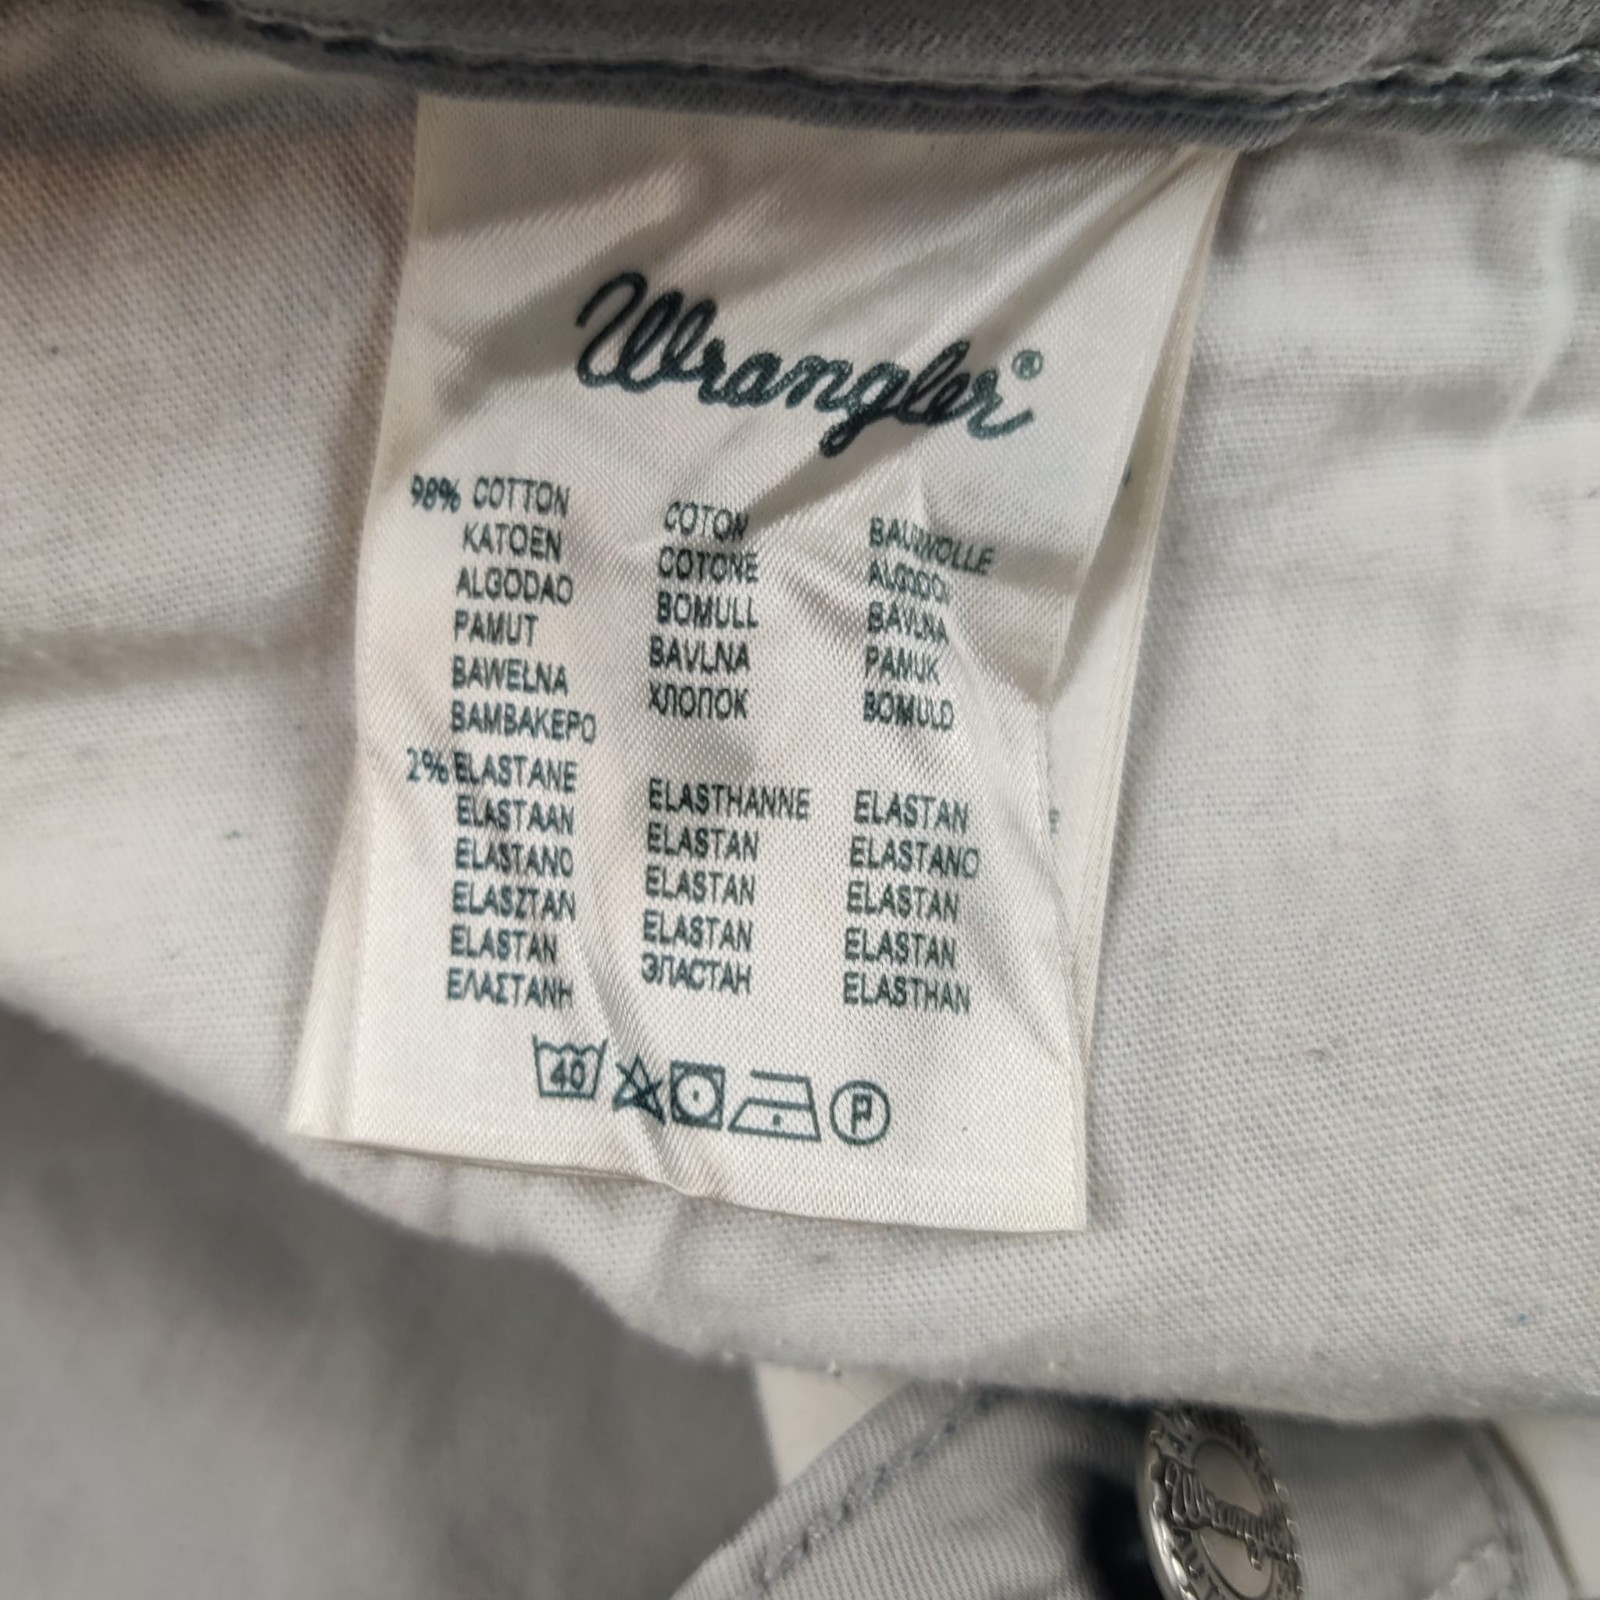 Wrangler®
98% COTTON COTON BAUMWOLLE
KATOEN COTONE ALGODON
ALGODAO BOMULL BAVLNA
PAMUT BAVLNA PAMUK
BAWEŁNA ХЛОПОК BOMULD
BAMBAKEPO
2% ELASTANE ELASTHANNE ELASTAN
ELASTAAN ELASTAN ELASTANO
ELASTANO ELASTAN ELASTAN
ELASZTAN ELASTAN ELASTAN
ELASTAN ЭЛАСТАН ELASTHAN
ΕΛΑΣΤΑΝΗ
40
P
Wrangler